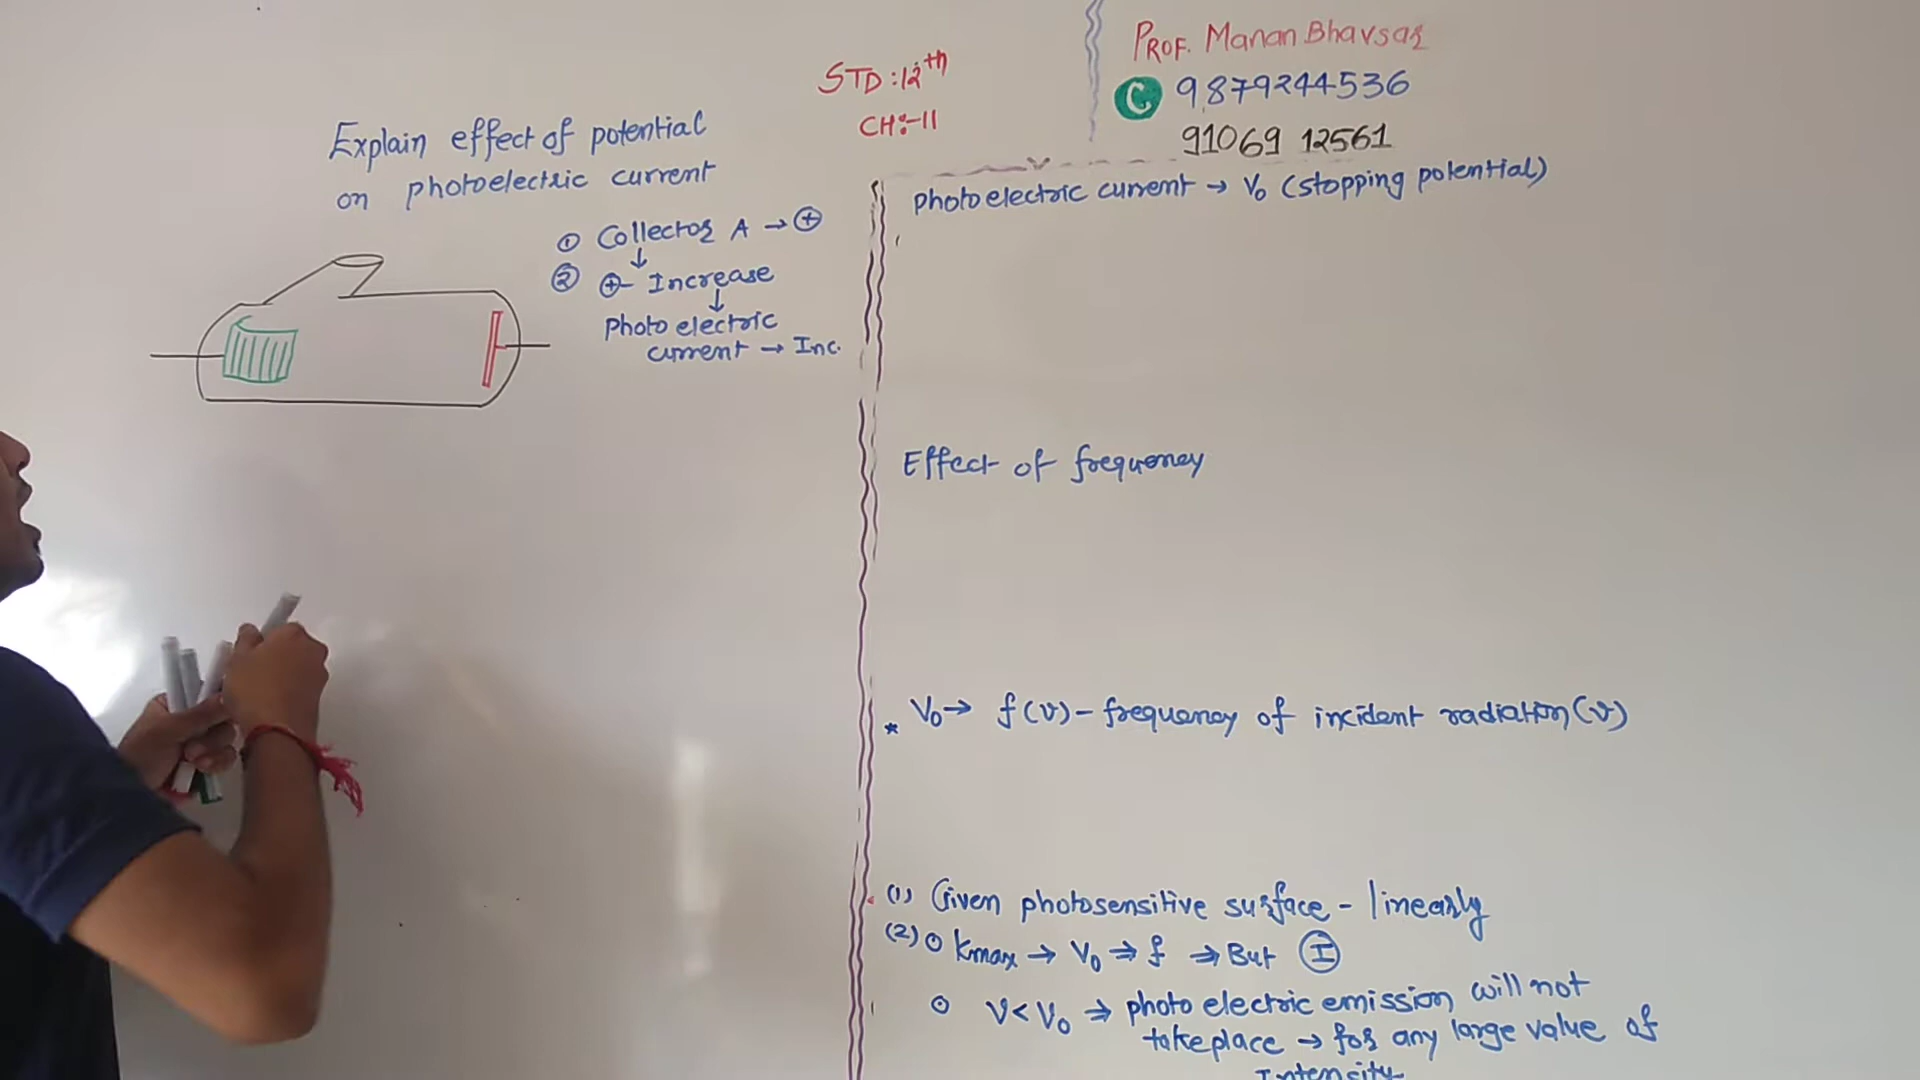 STD:12th
CH:-11
PROF. Manan Bhavsar
C 9879244536
91069 12561
Explain effect of potential
on photoelectric current
① Collector A → ⊕
↓
② ⊕- Increase
↓
Photo electric
current → Inc.
photoelectric current → V₀ (stopping potential)
Effect of frequency
* V₀ → f(ν) – frequency of incident radiation (ν)
(1) Given photosensitive surface - linearly
(2) ⊙ Kmax → V₀ ⇒ f ⇒ But Ⓘ
⊙ ν < ν₀ ⇒ photo electric emission will not
take place → for any large value of
Intensity